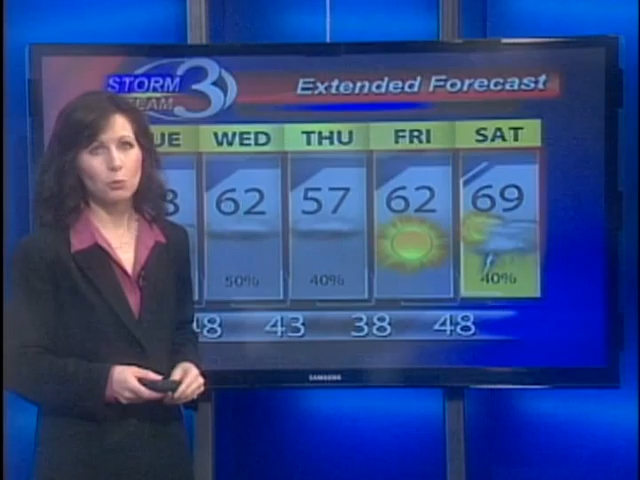 STORM
TEAM 3
Extended Forecast
UE WED THU FRI SAT
8 62 57 62 69
50% 40% 40%
48 43 38 48
SAMSUNG